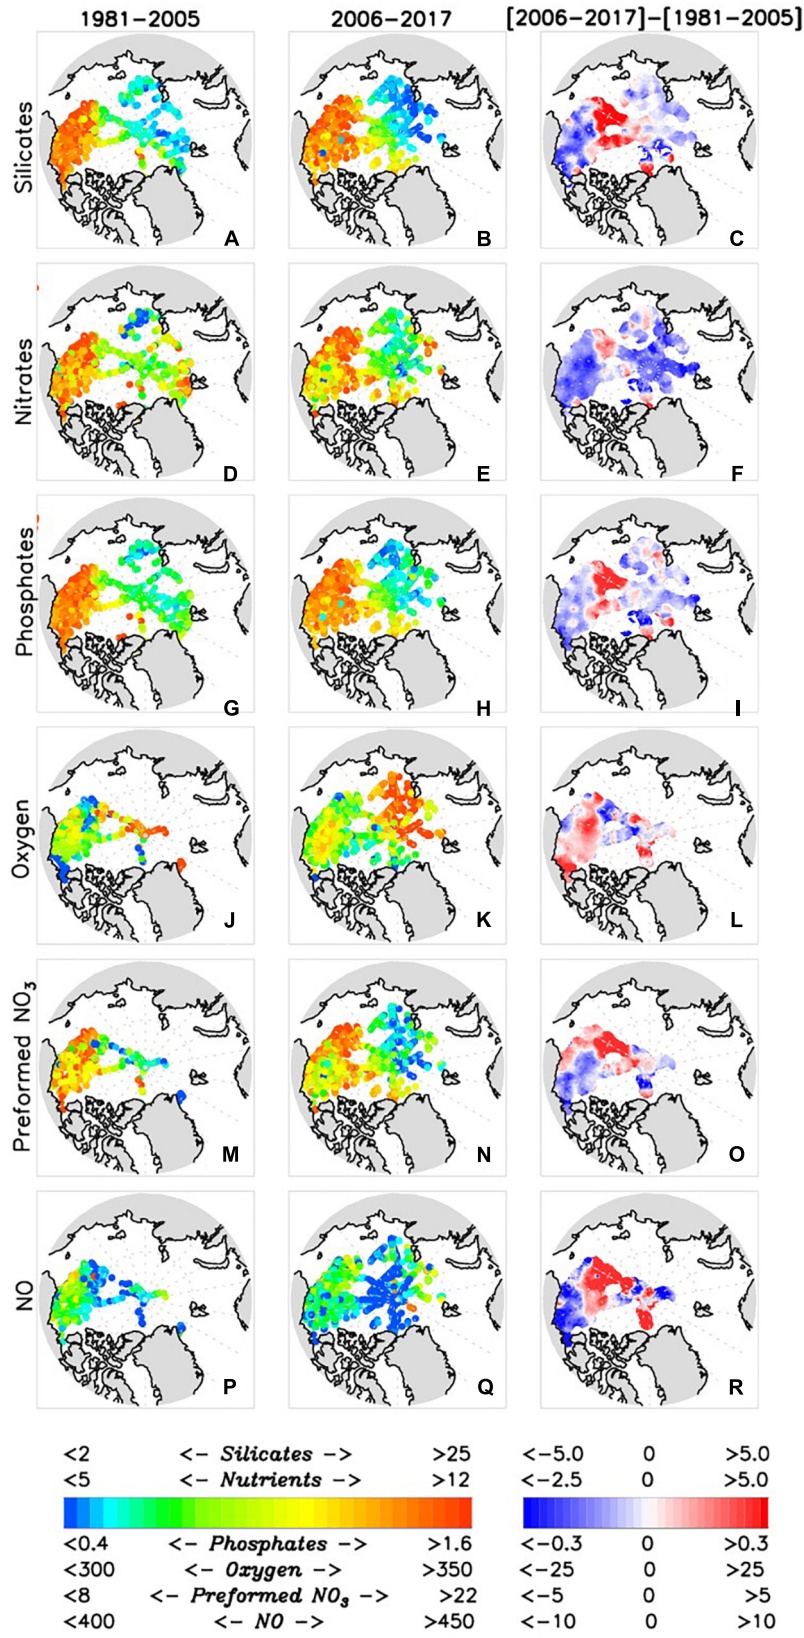 1981−2005 2006−2017 [2006−2017]−[1981−2005]
Silicates
A B C
Nitrates
D E F
Phosphates
G H I
Oxygen
J K L
Preformed NO3
M N O
NO
P Q R
<2 <− Silicates −> >25 <−5.0 0 >5.0
<5 <− Nutrients −> >12 <−2.5 0 >5.0
<0.4 <− Phosphates −> >1.6 <−0.3 0 >0.3
<300 <− Oxygen −> >350 <−25 0 >25
<8 <− Preformed NO3 −> >22 <−5 0 >5
<400 <− NO −> >450 <−10 0 >10